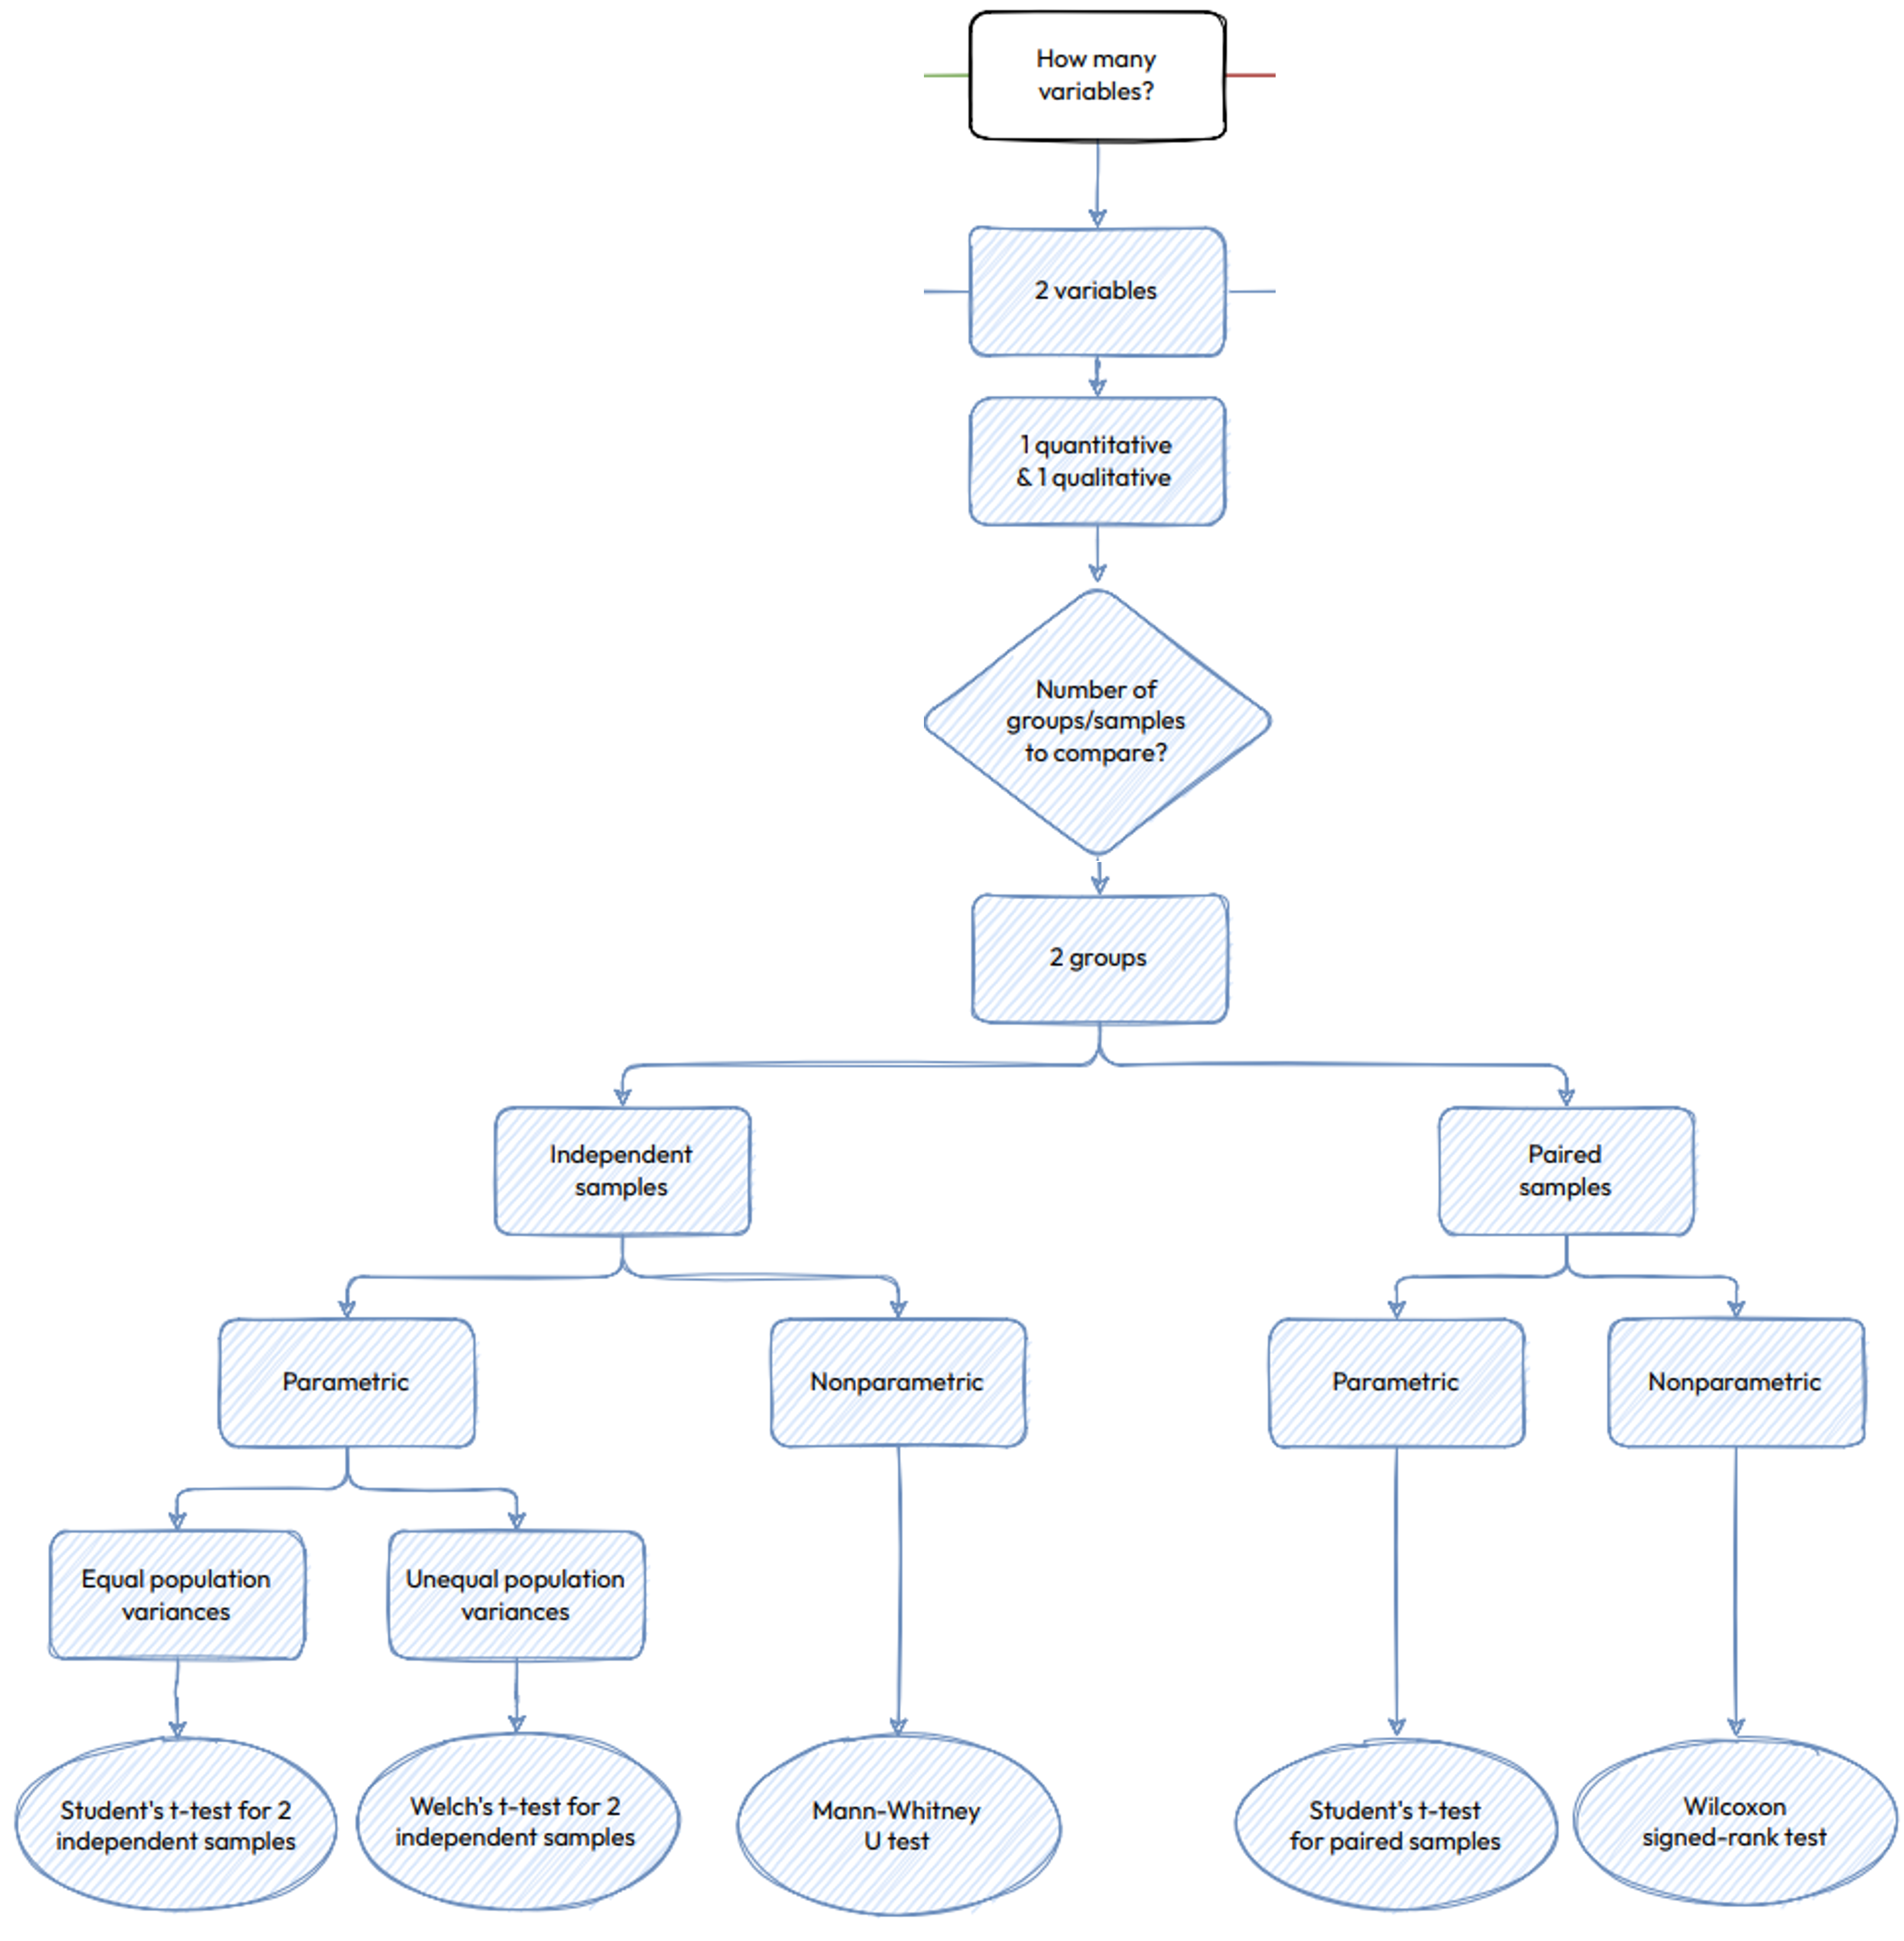 How many
variables?
2 variables
1 quantitative
& 1 qualitative
Number of
groups/samples
to compare?
2 groups
Independent
samples
Paired
samples
Parametric
Nonparametric
Parametric
Nonparametric
Equal population
variances
Unequal population
variances
Student's t-test for 2
independent samples
Welch's t-test for 2
independent samples
Mann-Whitney
U test
Student's t-test
for paired samples
Wilcoxon
signed-rank test